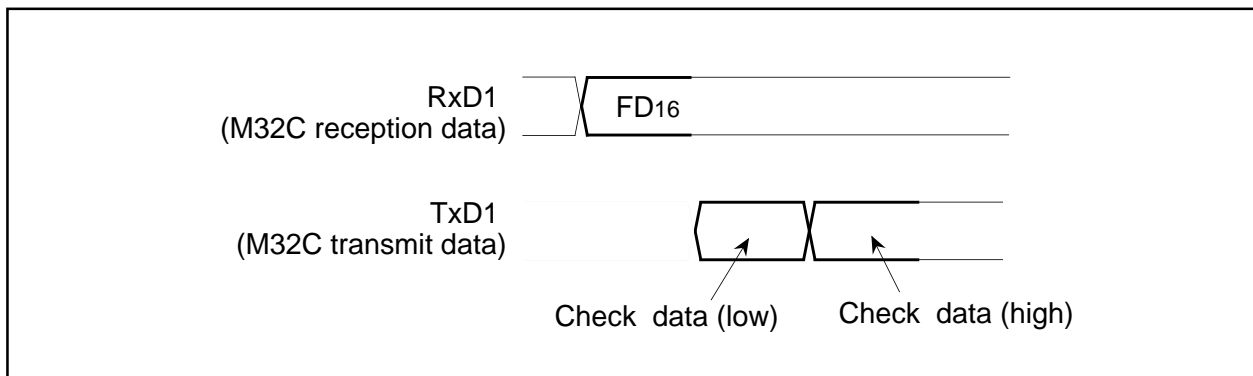 RxD1
(M32C reception data)
FD16
TxD1
(M32C transmit data)
Check data (low)
Check data (high)